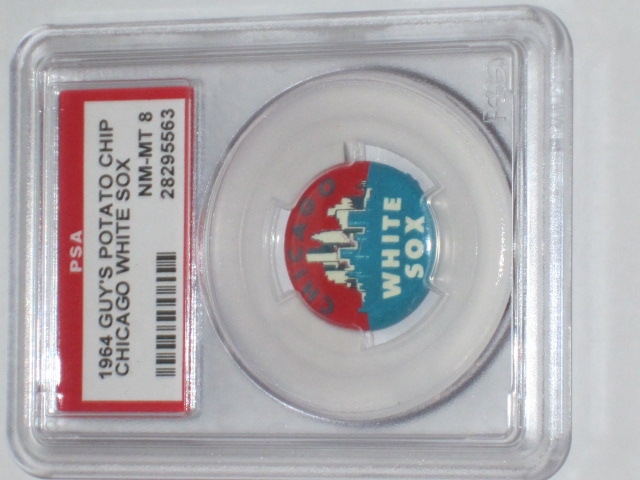 PSA
1964 GUY'S POTATO CHIP
CHICAGO WHITE SOX
NM-MT 8
28295563
CHICAGO
WHITE
SOX